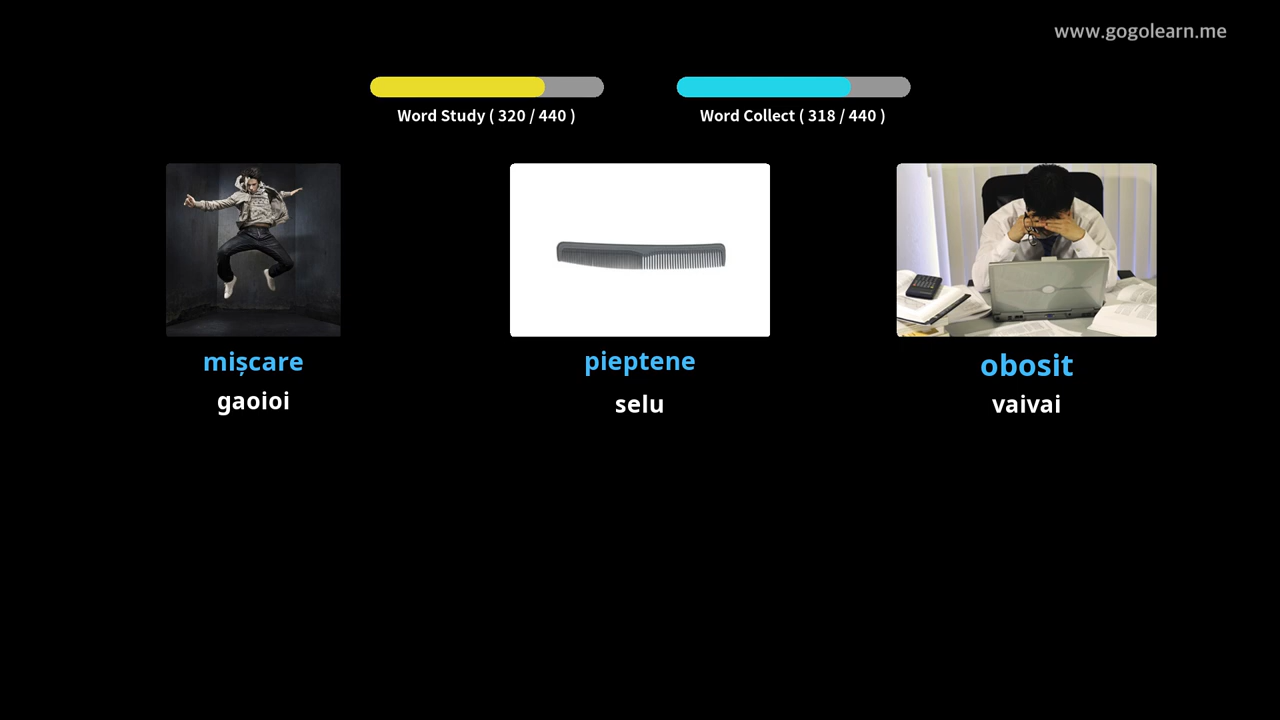 www.gogolearn.me
Word Study ( 320 / 440 )
Word Collect ( 318 / 440 )
mișcare
pieptene
obosit
gaoioi
selu
vaivai